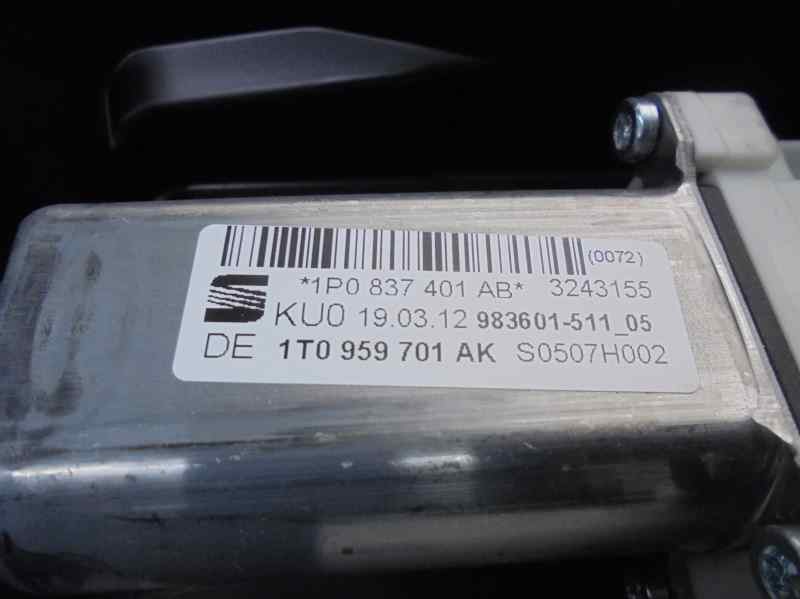 (0072)
*1P0 837 401 AB* 3243155
KU0 19.03.12 983601-511_05
DE 1T0 959 701 AK S0507H002